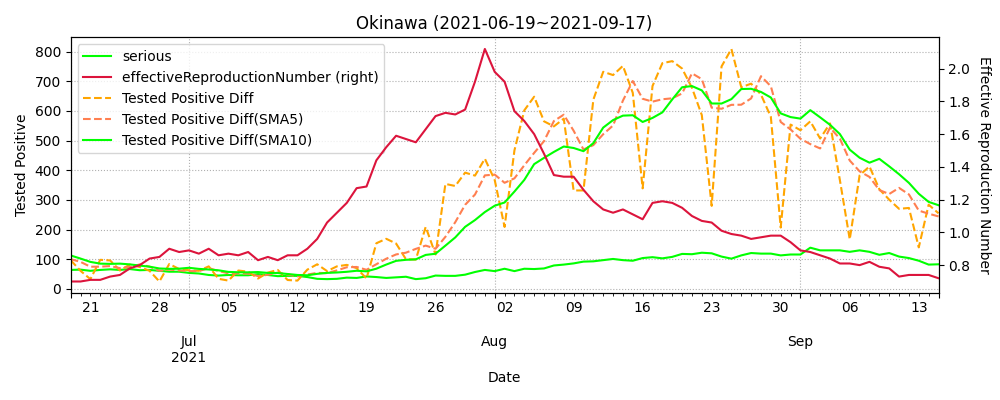 Okinawa (2021-06-19~2021-09-17)
serious
effectiveReproductionNumber (right)
Tested Positive Diff
Tested Positive Diff(SMA5)
Tested Positive Diff(SMA10)
Tested Positive
800
700
600
500
400
300
200
100
0
2.0
1.8
1.6
1.4
1.2
1.0
0.8
Effective Reproduction Number
21 28 05 12 19 26 02 09 16 23 30 06 13
Jul Aug Sep
2021
Date